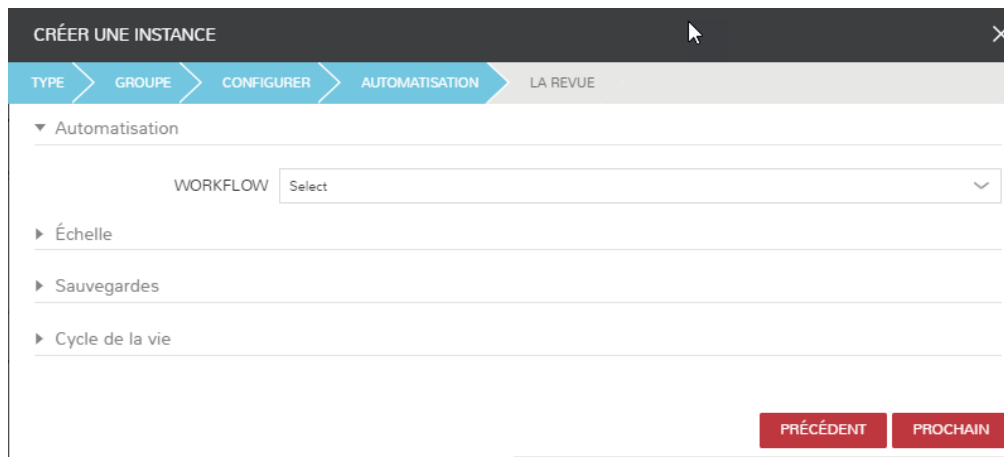 CRÉER UNE INSTANCE
TYPE GROUPE CONFIGURER AUTOMATISATION LA REVUE
Automatisation
WORKFLOW Select
Échelle
Sauvegardes
Cycle de la vie
PRÉCÉDENT PROCHAIN